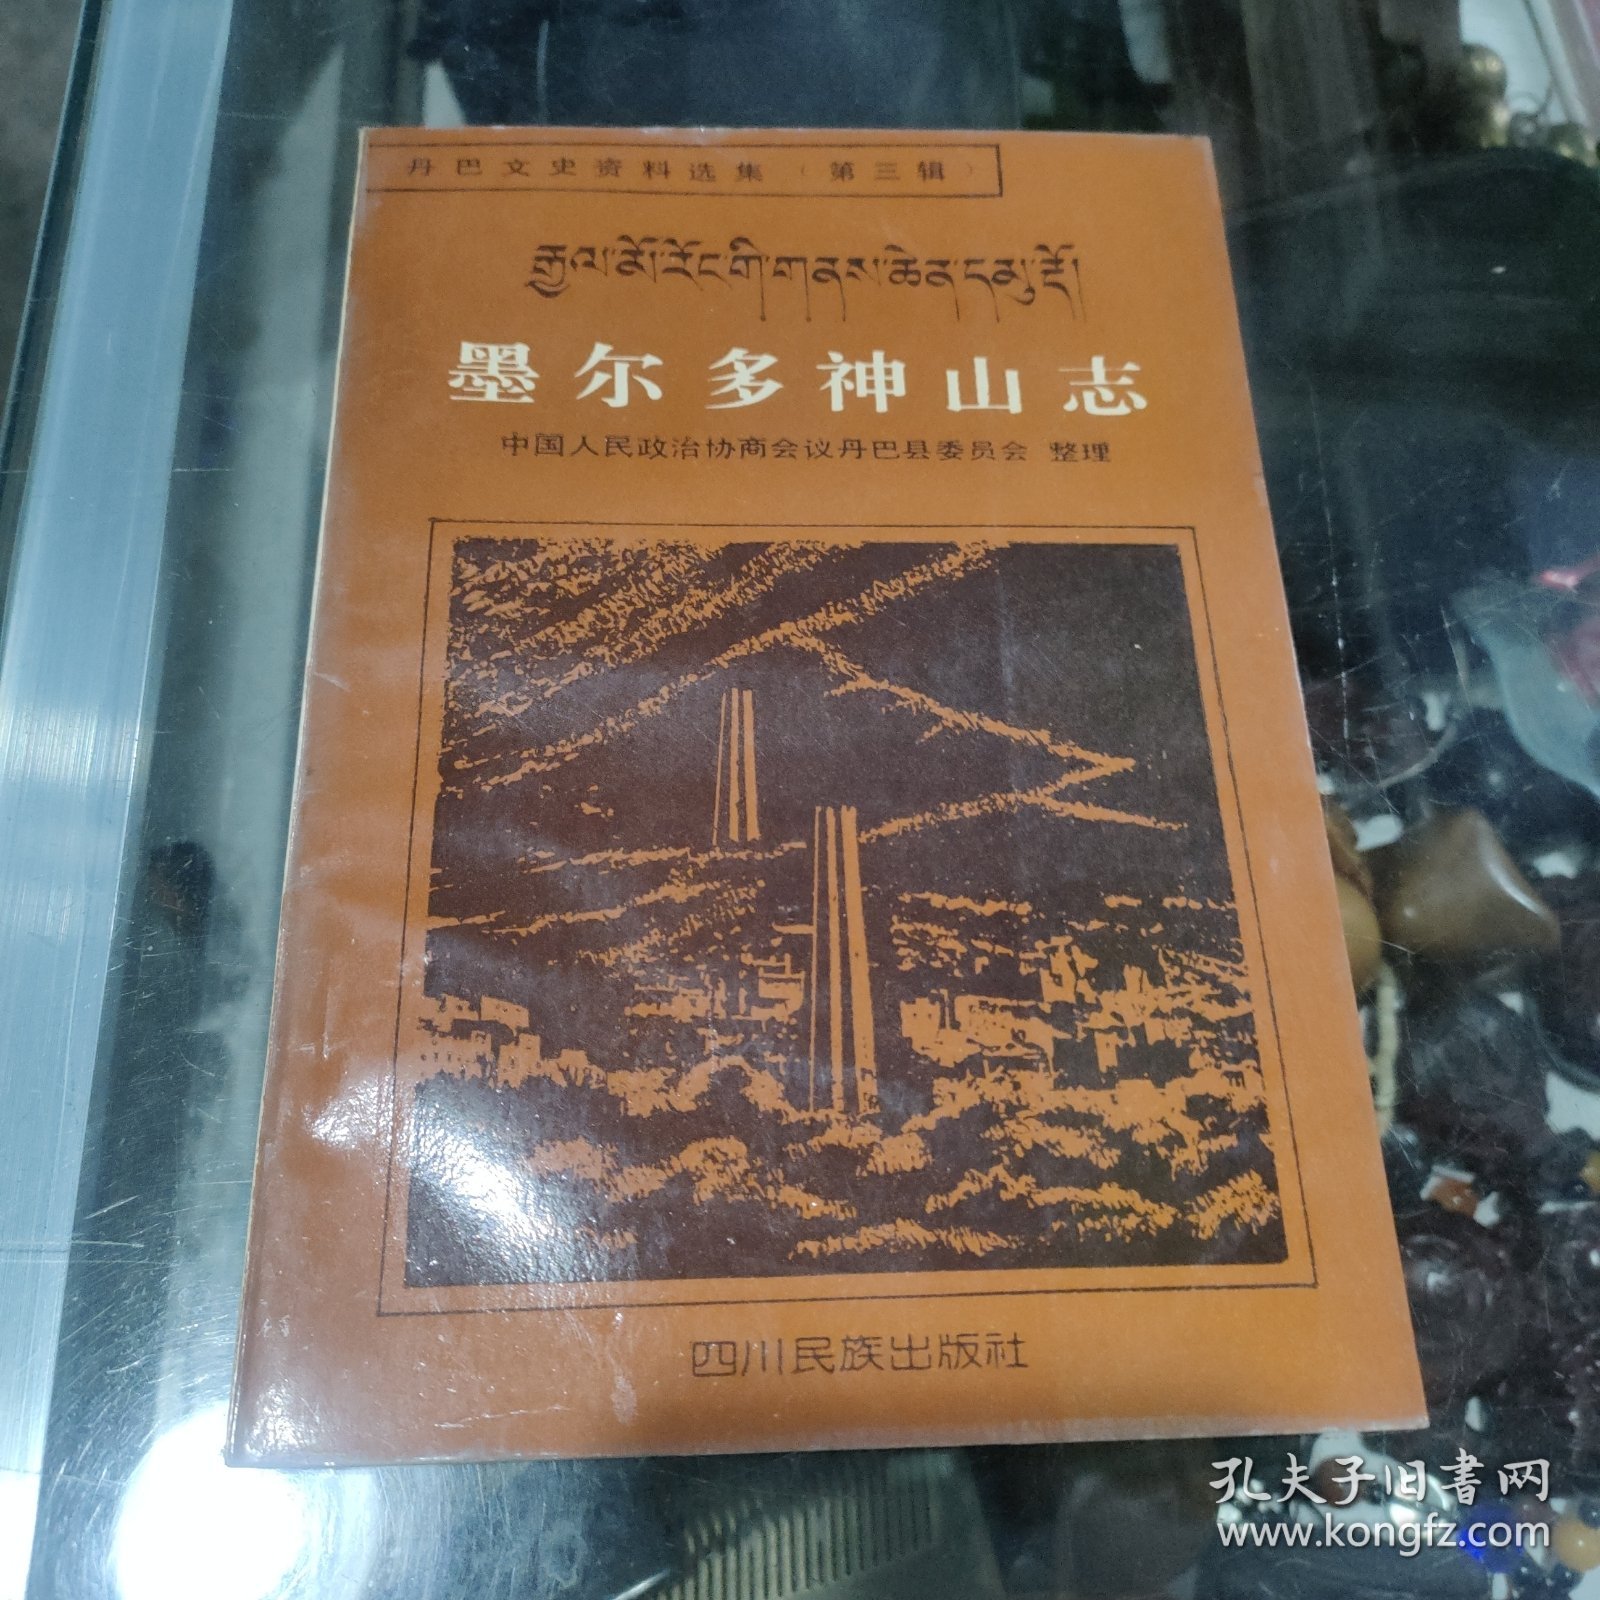 丹巴文史资料选集(第三辑)
རྒྱལ་མོ་རོང་གི་གནས་ཆེན་དམུ་རྡོ།
墨尔多神山志
中国人民政治协商会议丹巴县委员会 整理
四川民族出版社
孔夫子旧書网
www.kongfz.com